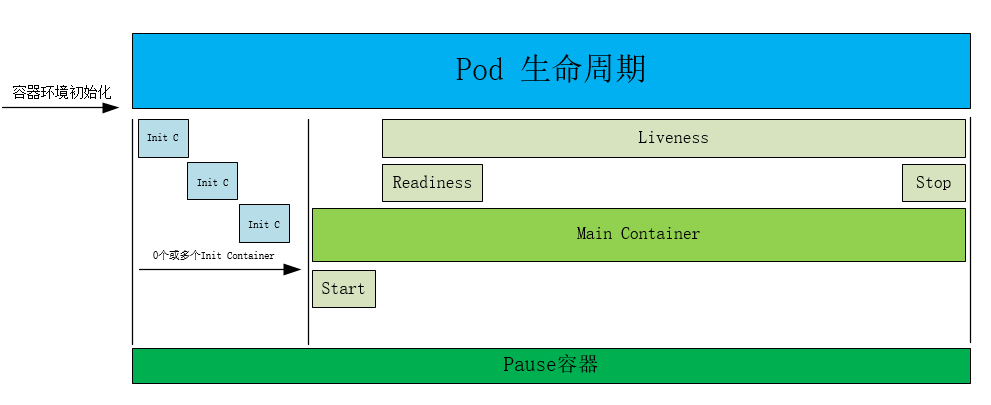 Pod 生命周期
容器环境初始化
Init C
Liveness
Init C
Readiness
Stop
Init C
Main Container
0个或多个Init Container
Start
Pause容器